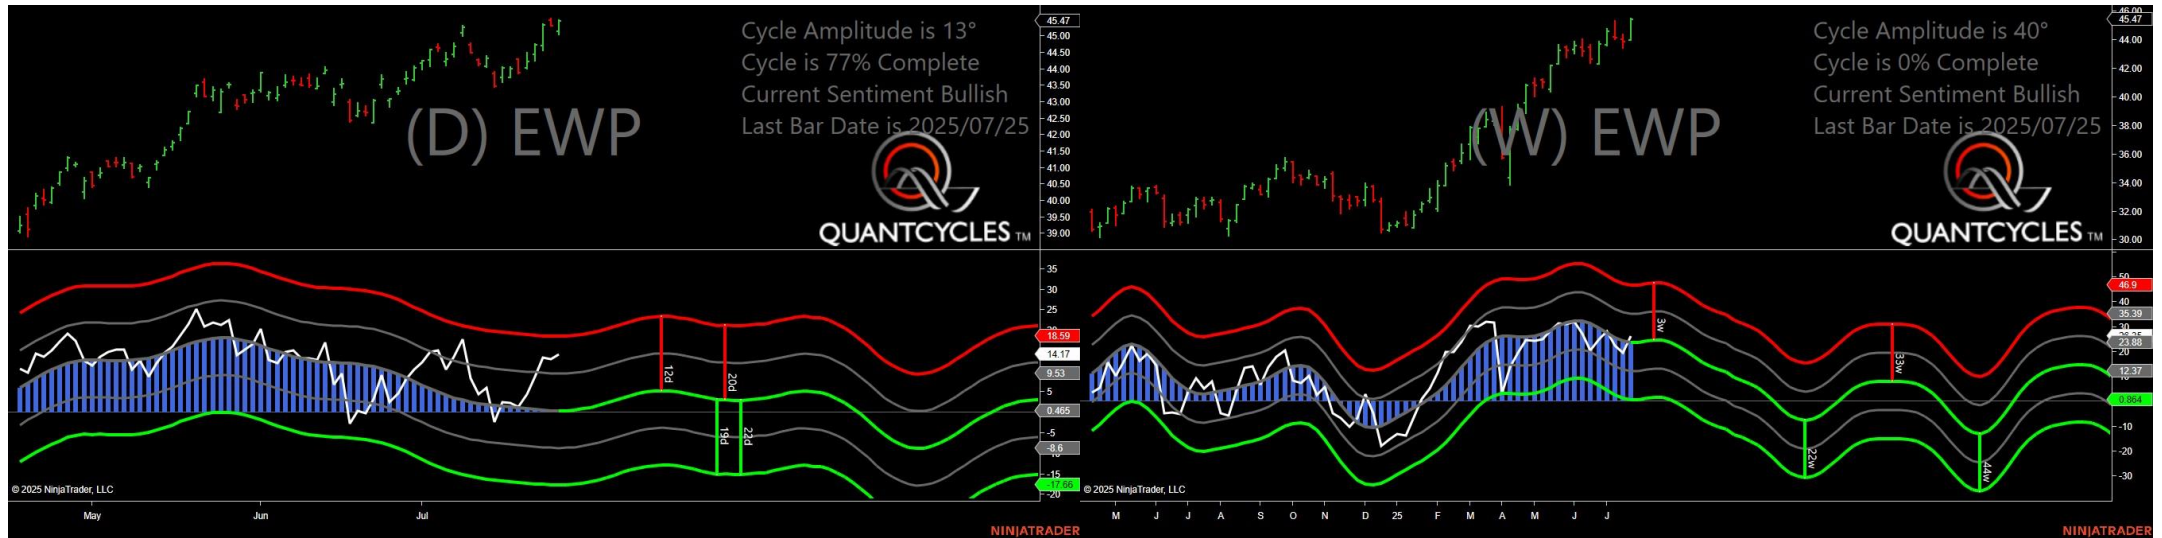 Cycle Amplitude is 13°
Cycle is 77% Complete
Current Sentiment Bullish
Last Bar Date is 2025/07/25
(D) EWP
QUANTCYCLES TM
45.47
45.00
44.50
44.00
43.50
43.00
42.50
42.00
41.50
41.00
40.50
40.00
39.50
39.00
35
30
25
18.59
14.17
9.53
5
0.465
-5
-8.6
-15
-17.66
-20
12d
20d
19d
22d
© 2025 NinjaTrader, LLC
May Jun Jul
NINJATRADER
Cycle Amplitude is 40°
Cycle is 0% Complete
Current Sentiment Bullish
Last Bar Date is 2025/07/25
(W) EWP
QUANTCYCLES TM
46.00
45.47
44.00
42.00
40.00
38.00
36.00
34.00
32.00
30.00
50
46.9
40
35.39
30
23.88
20
12.37
0.864
-10
-20
-30
3w
33w
22w
44w
© 2025 NinjaTrader, LLC
M J J A S O N D 25 F M A M J J
NINJATRADER